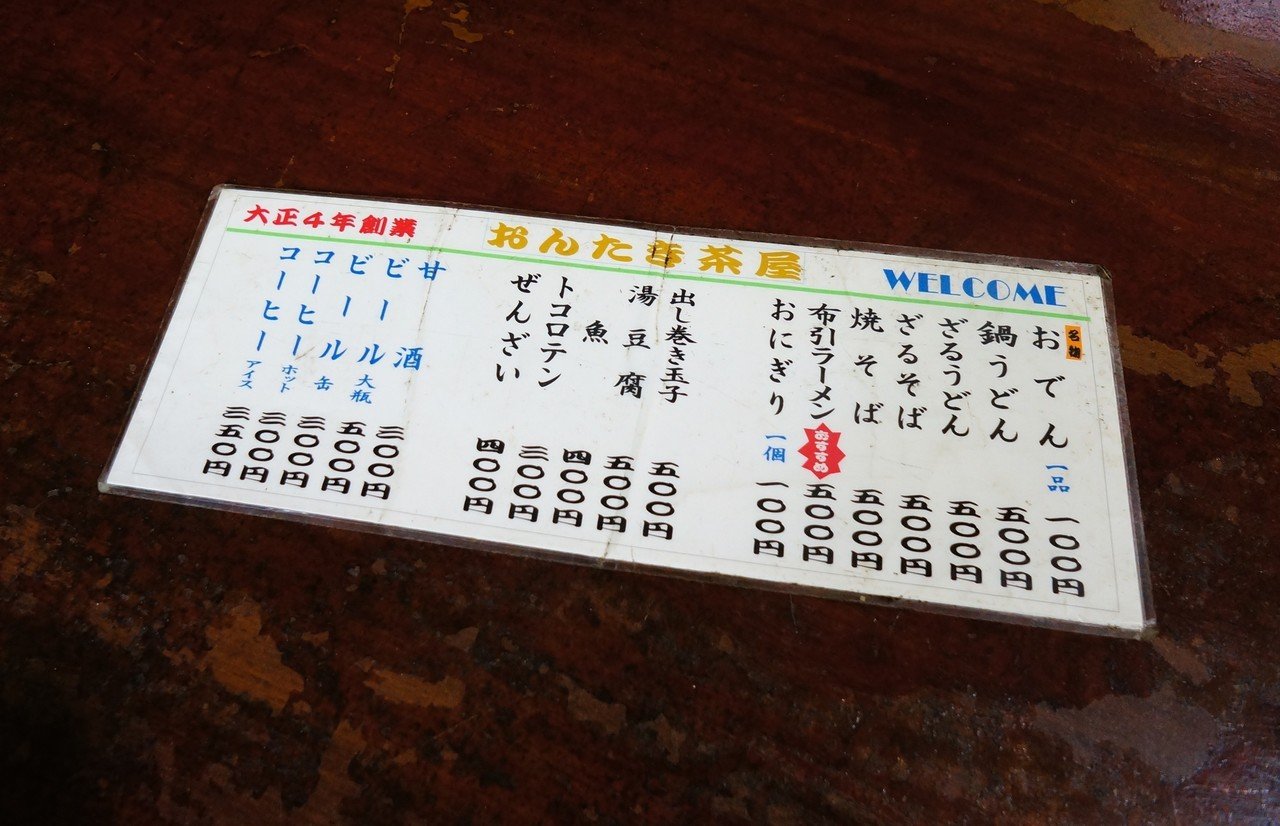 大正4年創業
おんたき茶屋
WELCOME
名物
おでん 一品 一〇〇円
鍋うどん 五〇〇円
ざるうどん 五〇〇円
ざるそば 五〇〇円
焼そば 五〇〇円
布引ラーメン おすすめ 五〇〇円
おにぎり 一個 一〇〇円
出し巻き玉子 五〇〇円
湯豆腐 五〇〇円
魚 四〇〇円
トコロテン 三〇〇円
ぜんざい 四〇〇円
甘酒 三〇〇円
ビール 大瓶 五〇〇円
ビール 缶 三〇〇円
コーヒー ホット 三〇〇円
コーヒー アイス 三五〇円